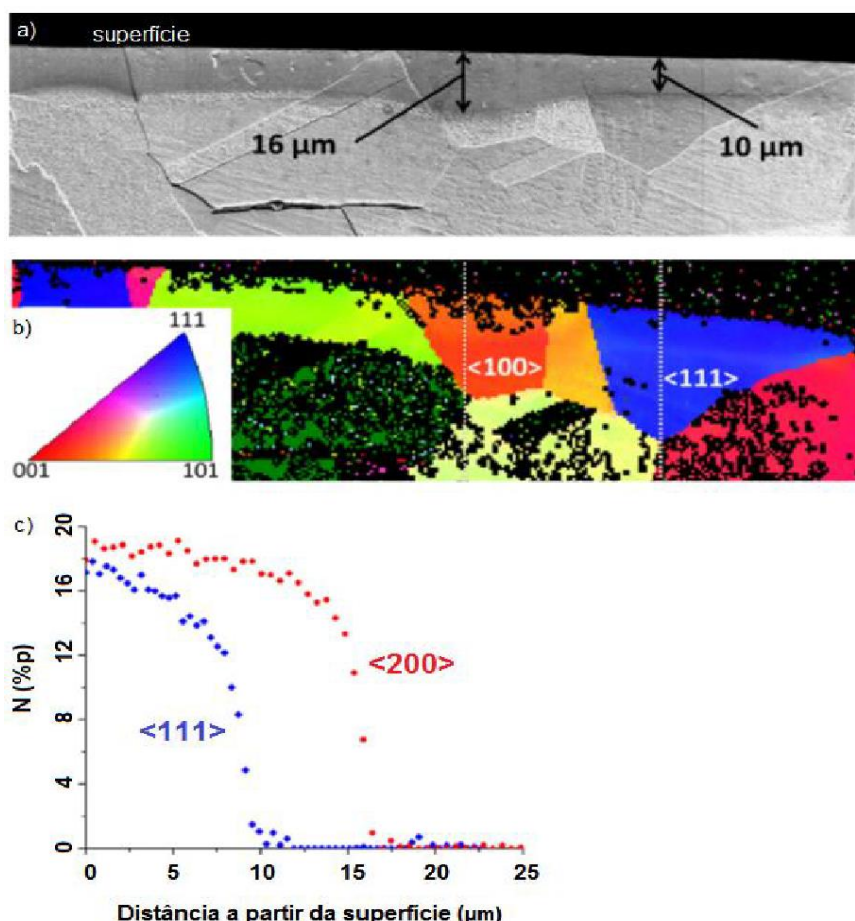 a)
superfície
16 µm
10 µm
b)
111
001
101
<100>
<111>
c)
20
16
12
8
4
0
N (%p)
<200>
<111>
0 5 10 15 20 25
Distância a partir da superfície (µm)